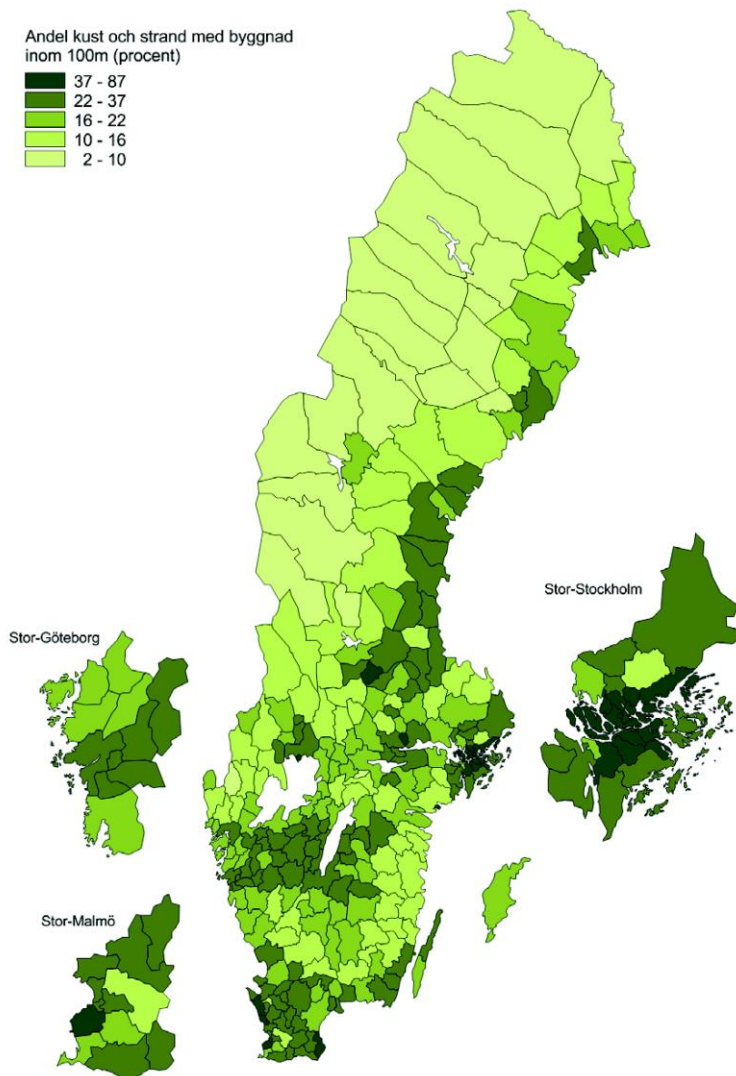 Andel kust och strand med byggnad
inom 100m (procent)
37 - 87
22 - 37
16 - 22
10 - 16
2 - 10
Stor-Stockholm
Stor-Göteborg
Stor-Malmö